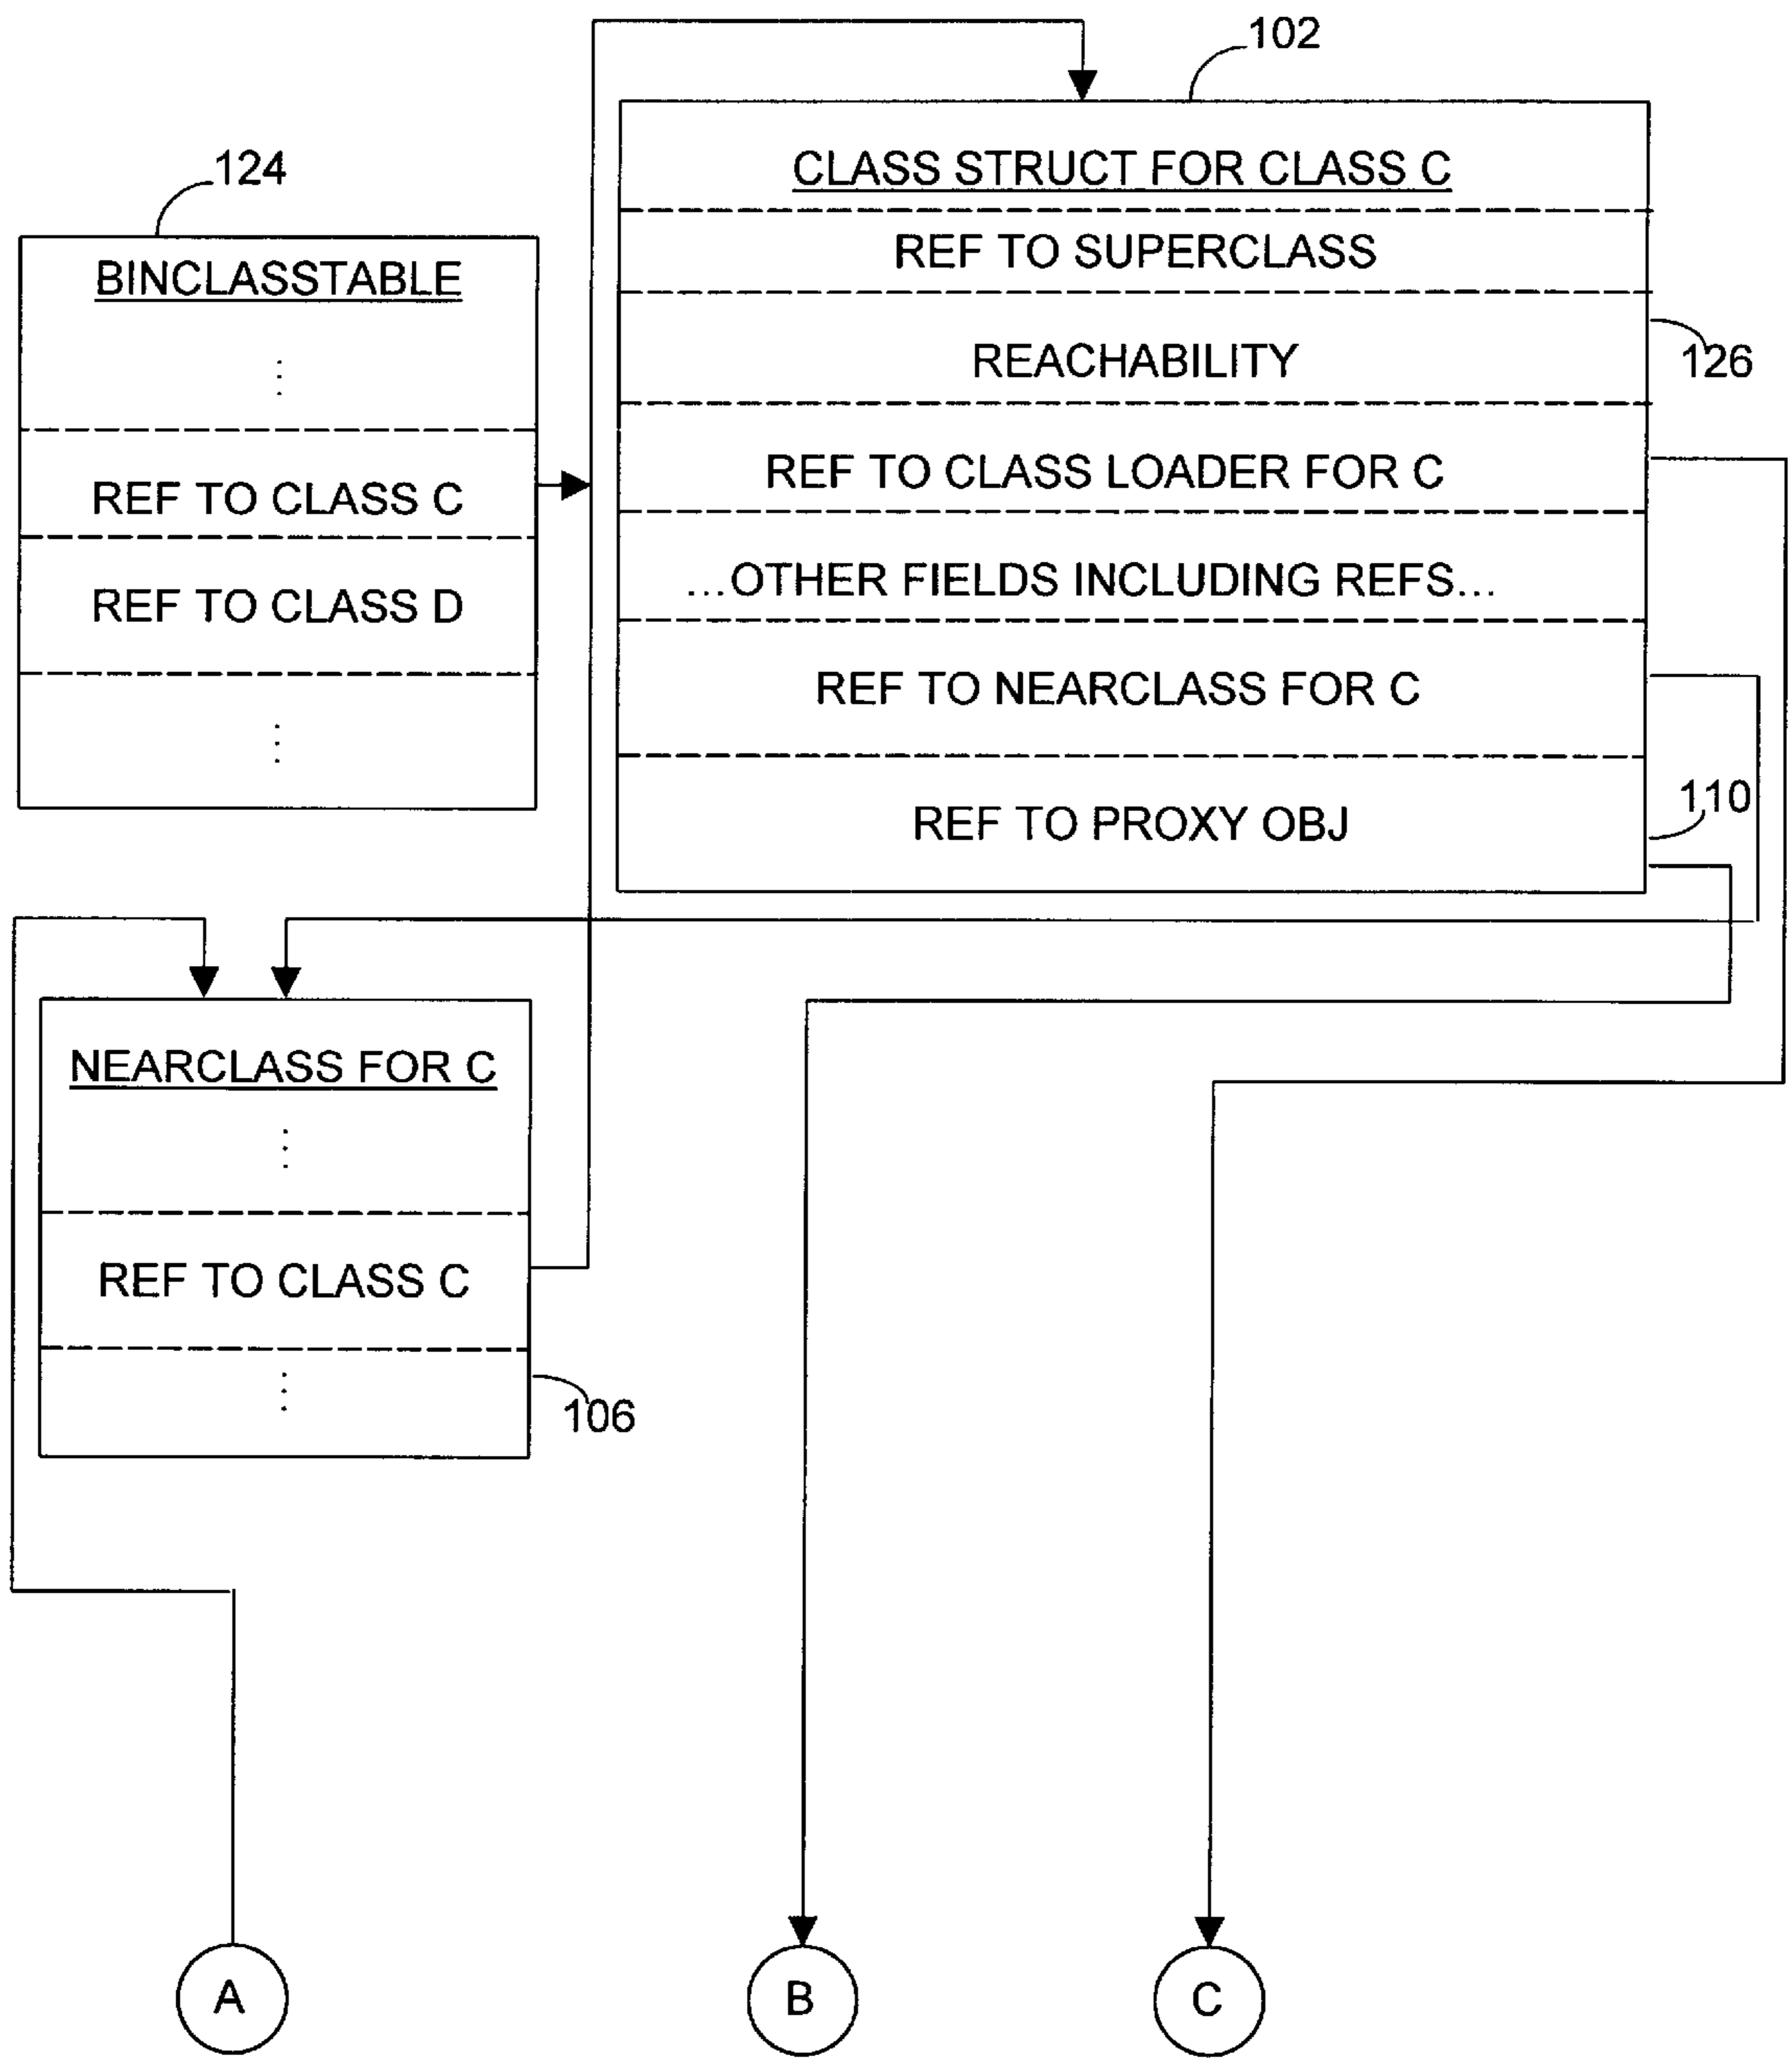 102
CLASS STRUCT FOR CLASS C
REF TO SUPERCLASS
REACHABILITY
126
REF TO CLASS LOADER FOR C
...OTHER FIELDS INCLUDING REFS...
REF TO NEARCLASS FOR C
REF TO PROXY OBJ
110
124
BINCLASSTABLE
⋮
REF TO CLASS C
REF TO CLASS D
⋮
NEARCLASS FOR C
⋮
REF TO CLASS C
⋮
106
A
B
C